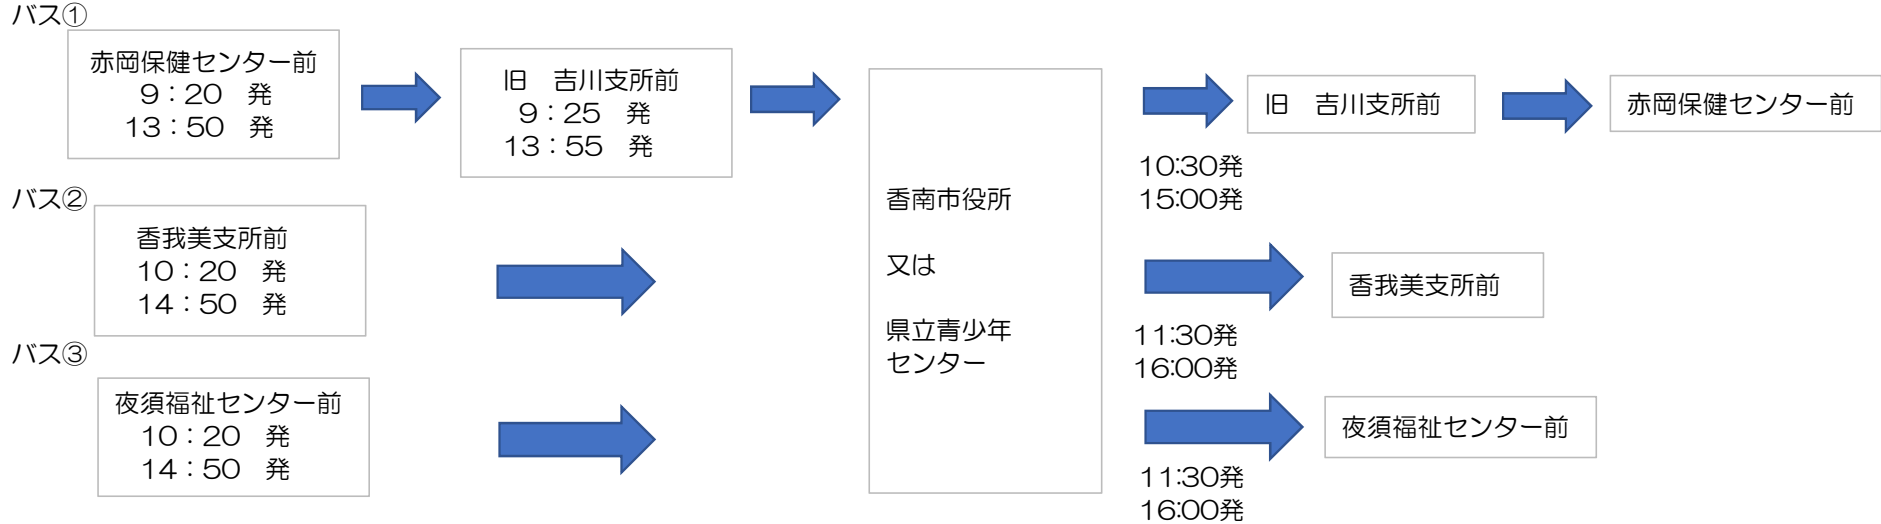 バス①
赤岡保健センター前
9：20　発
13：50　発
旧　吉川支所前
9：25　発
13：55　発
香南市役所
又は
県立青少年
センター
10:30発
15:00発
旧　吉川支所前
赤岡保健センター前
バス②
香我美支所前
10：20　発
14：50　発
11:30発
16:00発
香我美支所前
バス③
夜須福祉センター前
10：20　発
14：50　発
11:30発
16:00発
夜須福祉センター前